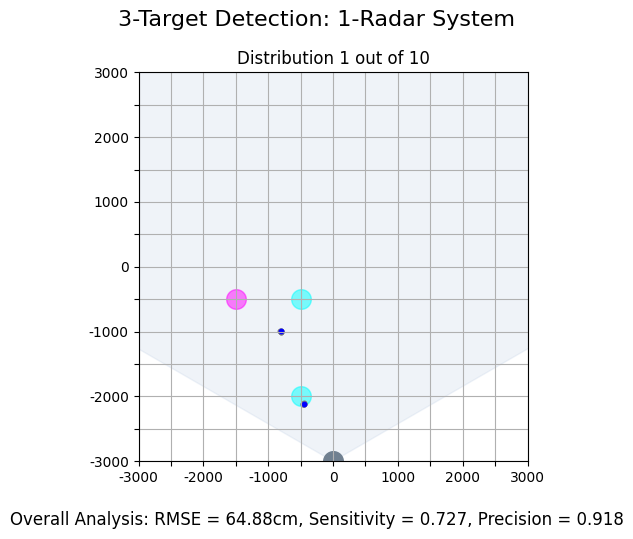 3-Target Detection: 1-Radar System
Distribution 1 out of 10
3000
2000
1000
0
-1000
-2000
-3000
-3000 -2000 -1000 0 1000 2000 3000
Overall Analysis: RMSE = 64.88cm, Sensitivity = 0.727, Precision = 0.918